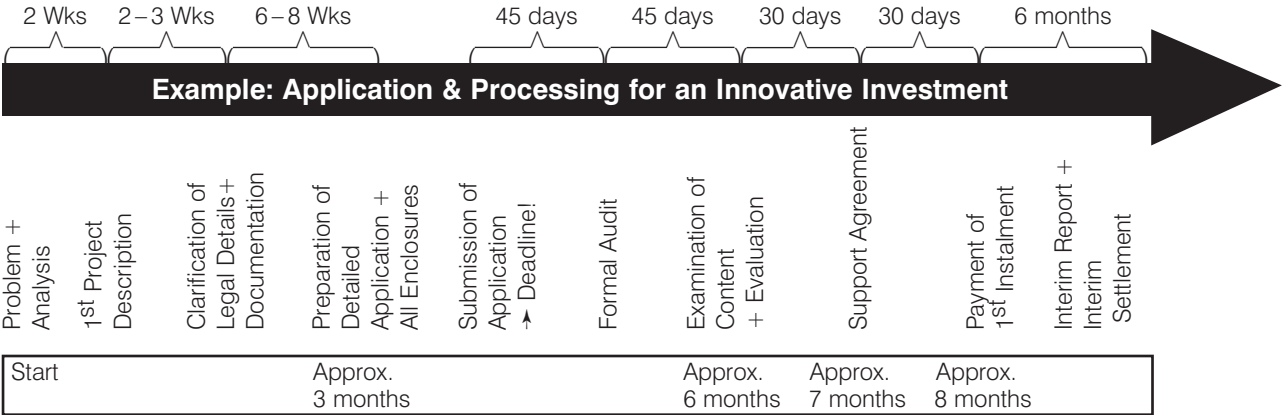 2 Wks
2–3 Wks
6–8 Wks
45 days
45 days
30 days
30 days
6 months
Example: Application & Processing for an Innovative Investment
Problem +
Analysis
1st Project
Description
Clarification of
Legal Details+
Documentation
Preparation of
Detailed
Application +
All Enclosures
Submission of
Application
➛ Deadline!
Formal Audit
Examination of
Content
+ Evaluation
Support Agreement
Payment of
1st Instalment
Interim Report +
Interim
Settlement
Start
Approx.
3 months
Approx.
6 months
Approx.
7 months
Approx.
8 months